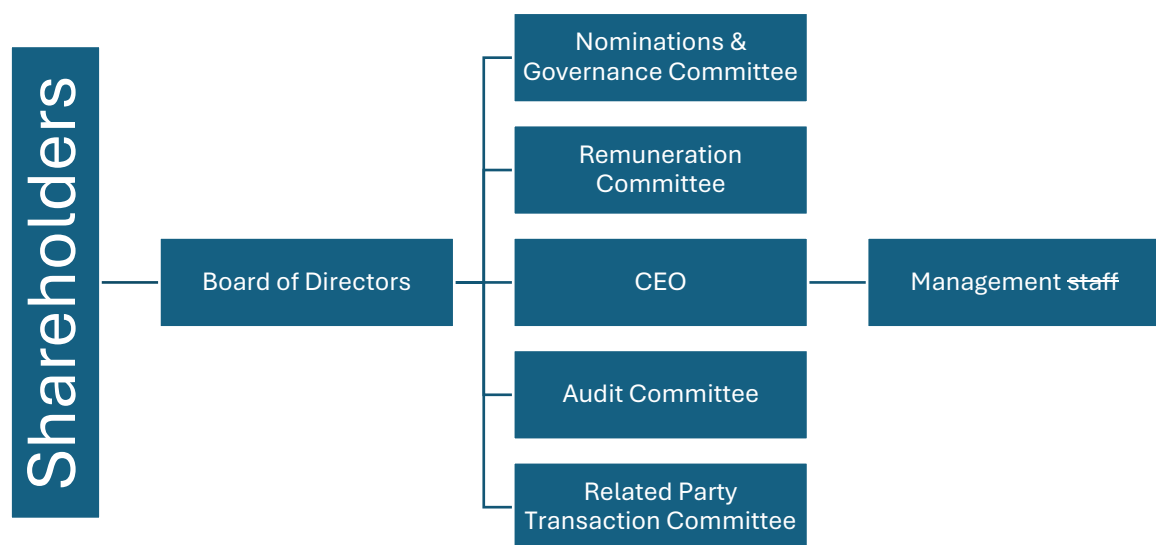 Shareholders
Board of Directors
Nominations &
Governance Committee
Remuneration
Committee
CEO
Management staff
Audit Committee
Related Party
Transaction Committee